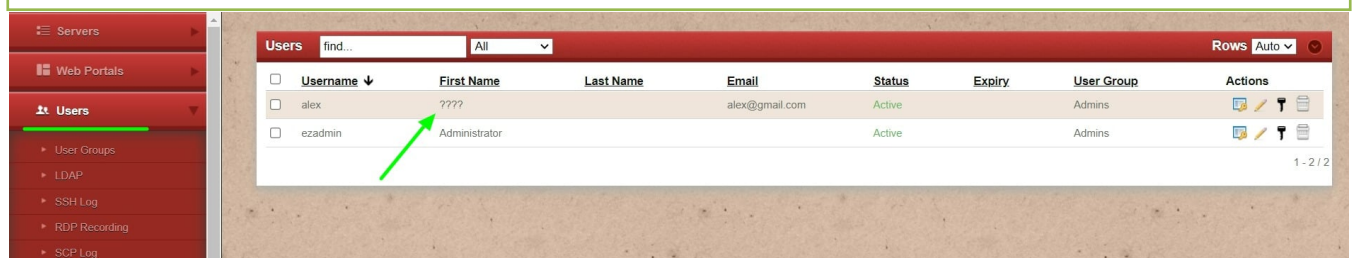 Servers
Web Portals
Users
User Groups
LDAP
SSH Log
RDP Recording
SCP Log
Users find... All Rows Auto
Username First Name Last Name Email Status Expiry User Group Actions
alex ???? alex@gmail.com Active Admins
ezadmin Administrator Active Admins
1 - 2 / 2